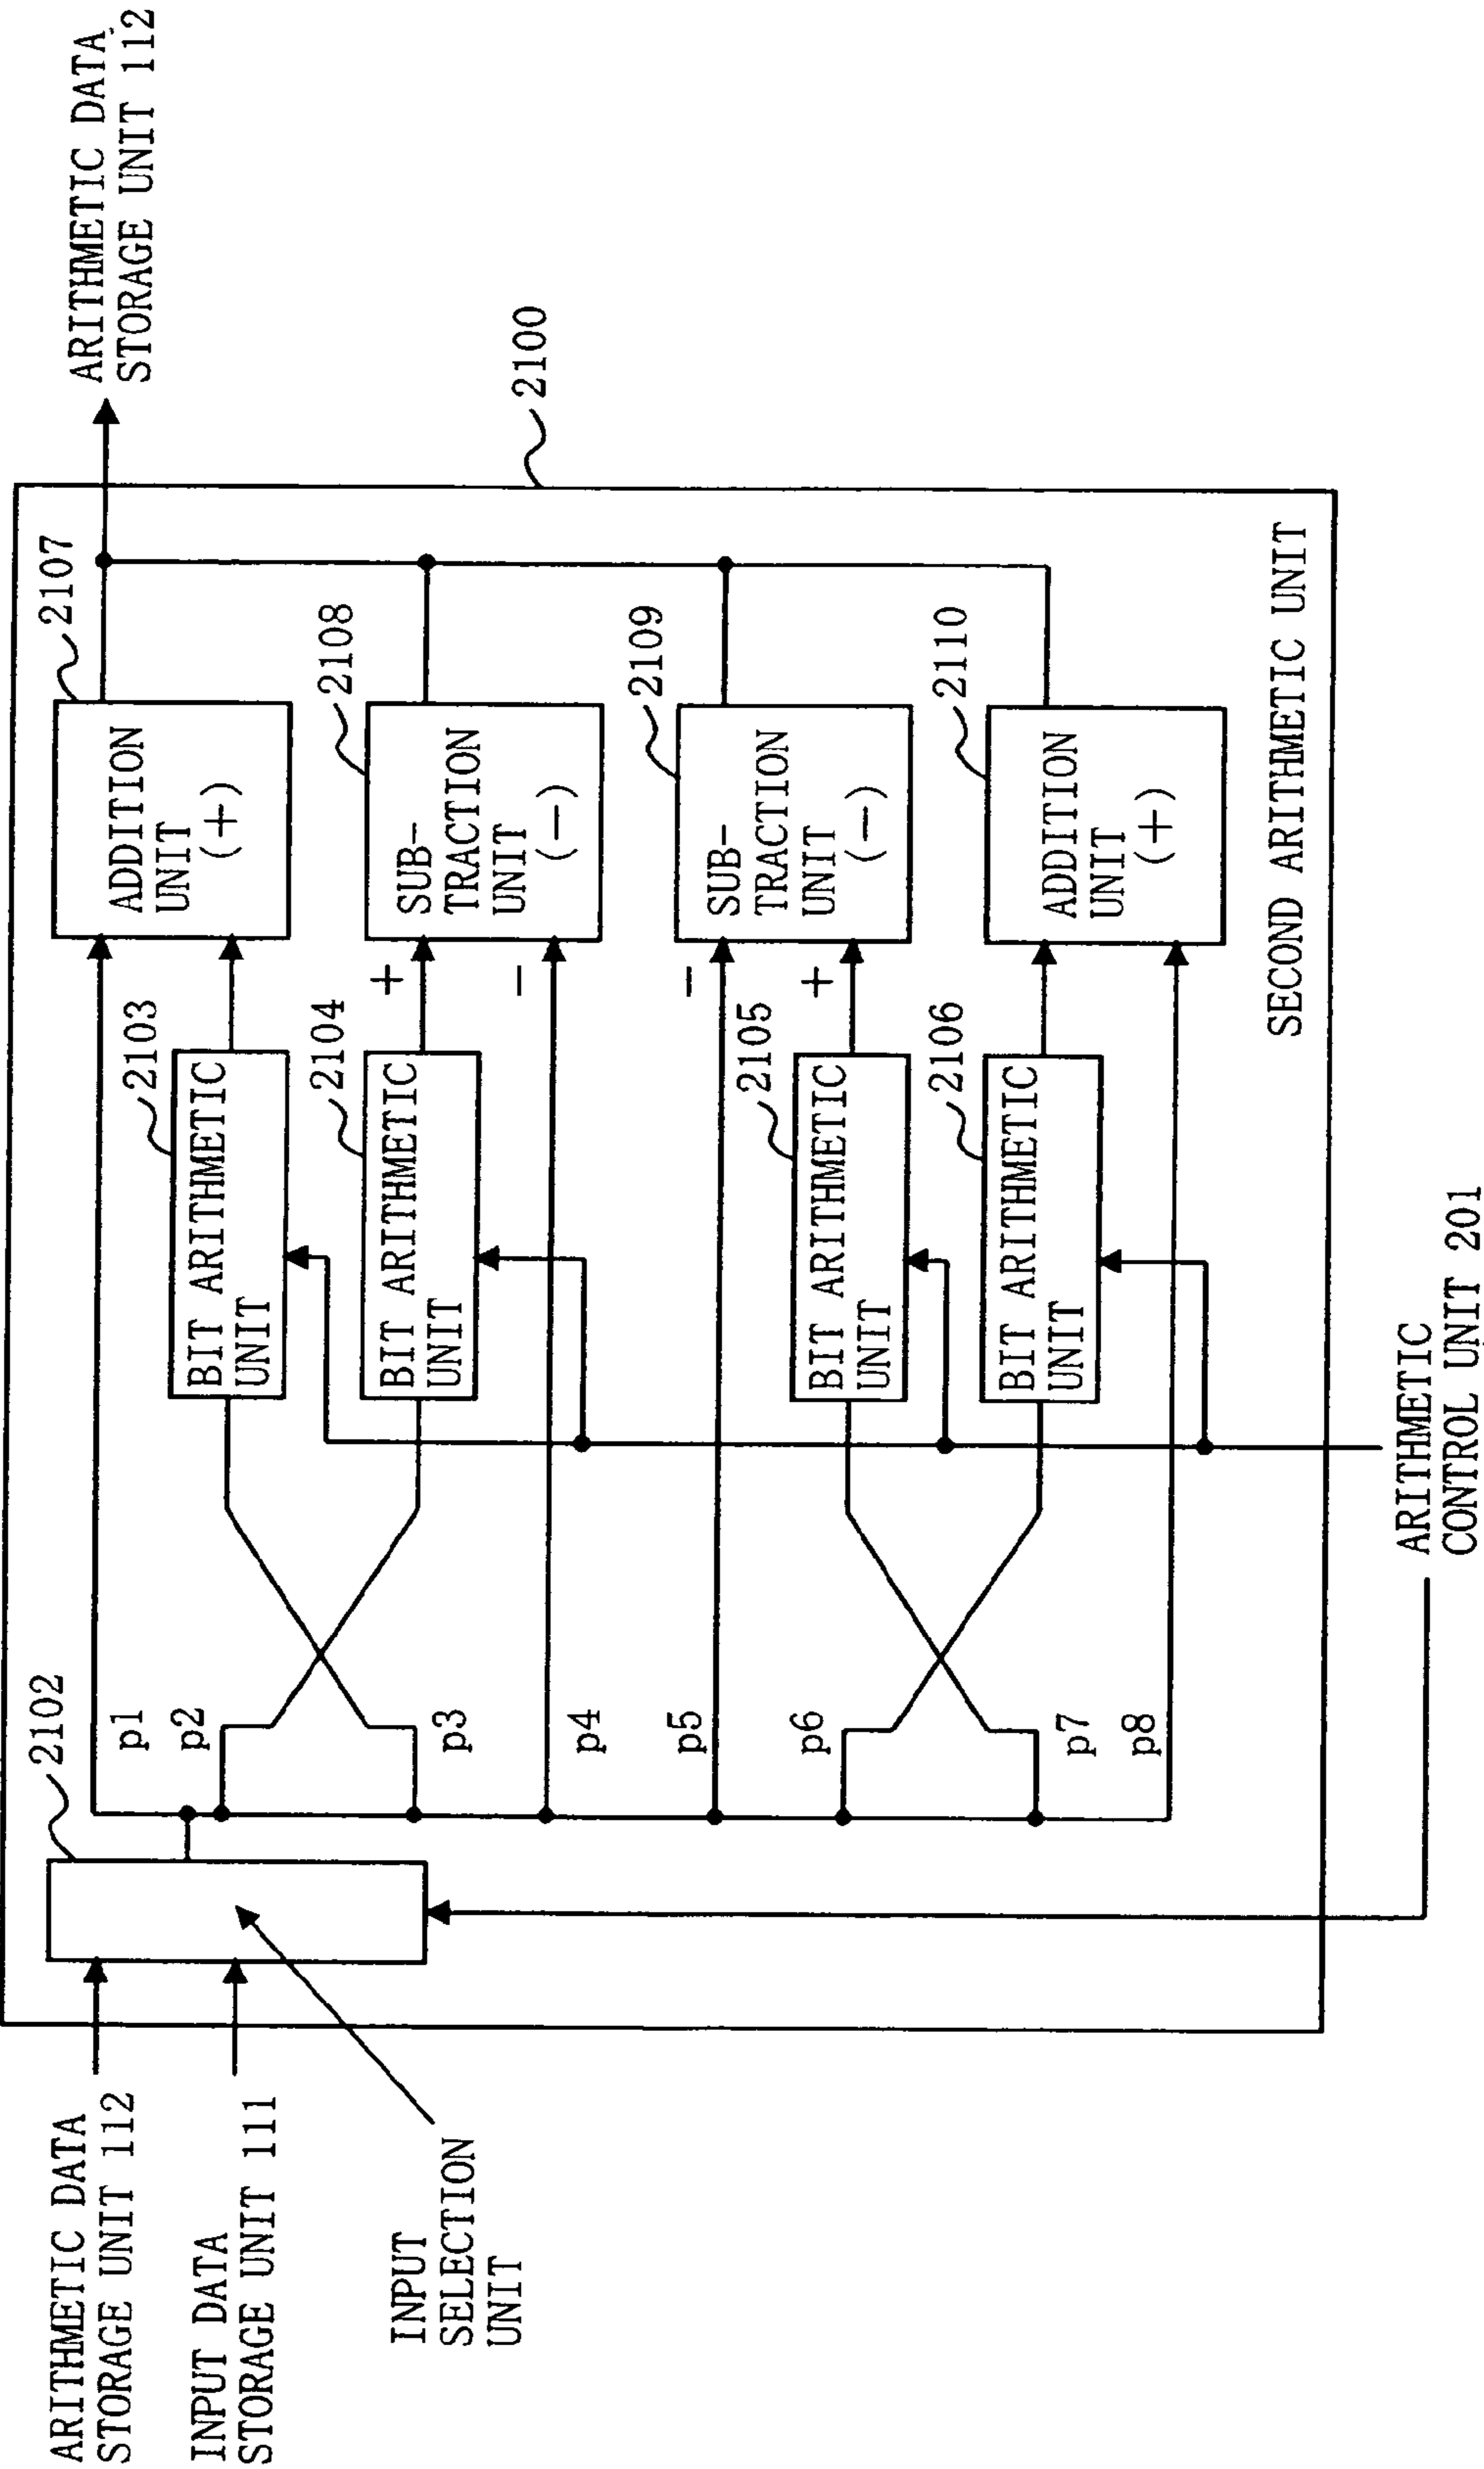 ARITHMETIC DATA
STORAGE UNIT 112
INPUT DATA
STORAGE UNIT 111
INPUT
SELECTION
UNIT
2102
p1
p2
p3
p4
p5
p6
p7
p8
2103
BIT ARITHMETIC
UNIT
2104
BIT ARITHMETIC
UNIT
2105
BIT ARITHMETIC
UNIT
2106
BIT ARITHMETIC
UNIT
+
-
-
+
2107
ADDITION
UNIT
(+)
2108
SUB-
TRACTION
UNIT
(-)
2109
SUB-
TRACTION
UNIT
(-)
2110
ADDITION
UNIT
(+)
SECOND ARITHMETIC UNIT
2100
ARITHMETIC DATA
STORAGE UNIT 112
ARITHMETIC
CONTROL UNIT 201